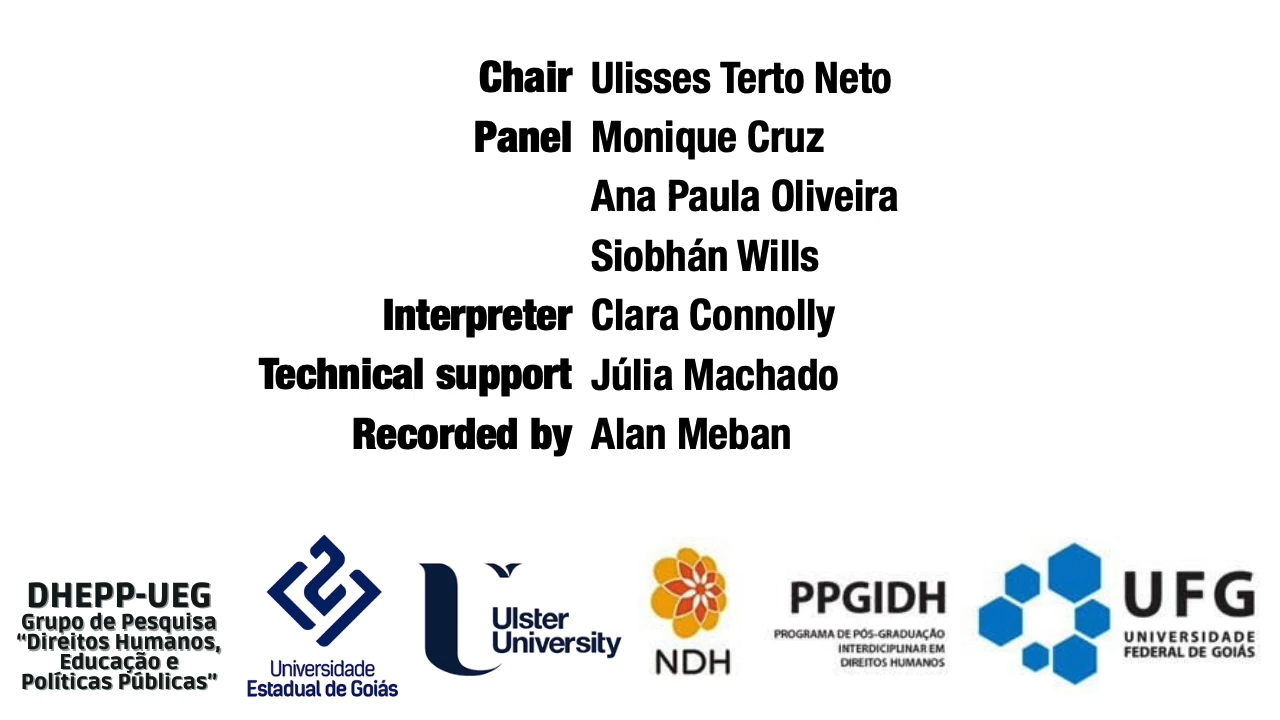 Chair Ulisses Terto Neto
Panel Monique Cruz
Ana Paula Oliveira
Siobhán Wills
Interpreter Clara Connolly
Technical support Júlia Machado
Recorded by Alan Meban
DHEPP-UEG
Grupo de Pesquisa
“Direitos Humanos,
Educação e
Políticas Públicas”
Universidade
Estadual de Goiás
Ulster
University
NDH
PPGIDH
PROGRAMA DE PÓS-GRADUAÇÃO
INTERDICIPLINAR EM
DIREITOS HUMANOS
UFG
UNIVERSIDADE
FEDERAL DE GOIÁS